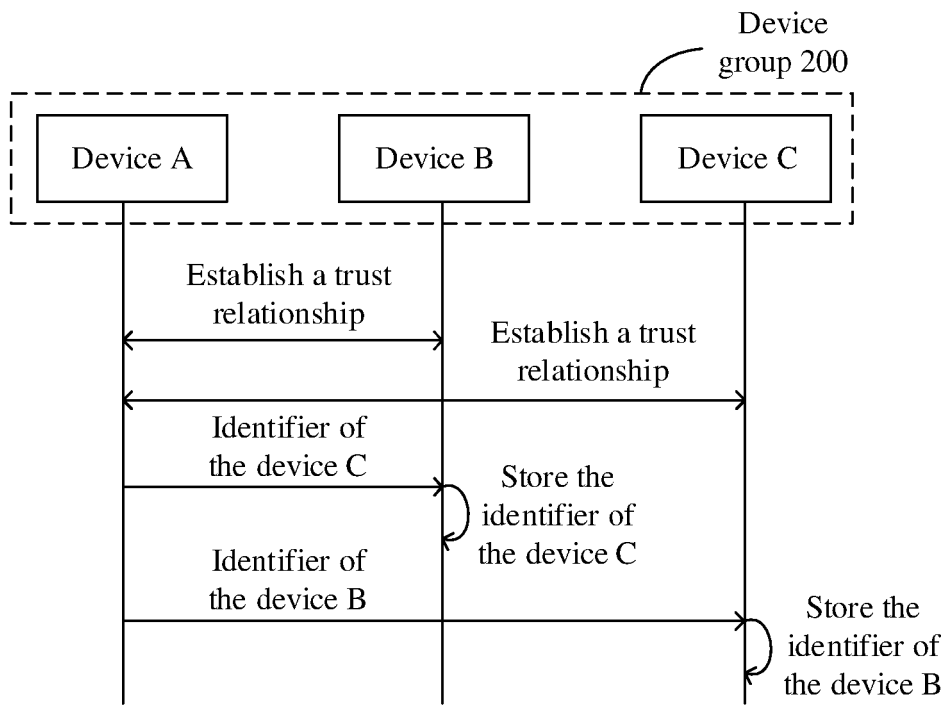 Device
group 200
Device A
Device B
Device C
Establish a trust
relationship
Establish a trust
relationship
Identifier of
the device C
Store the
identifier of
the device C
Identifier of
the device B
Store the
identifier of
the device B